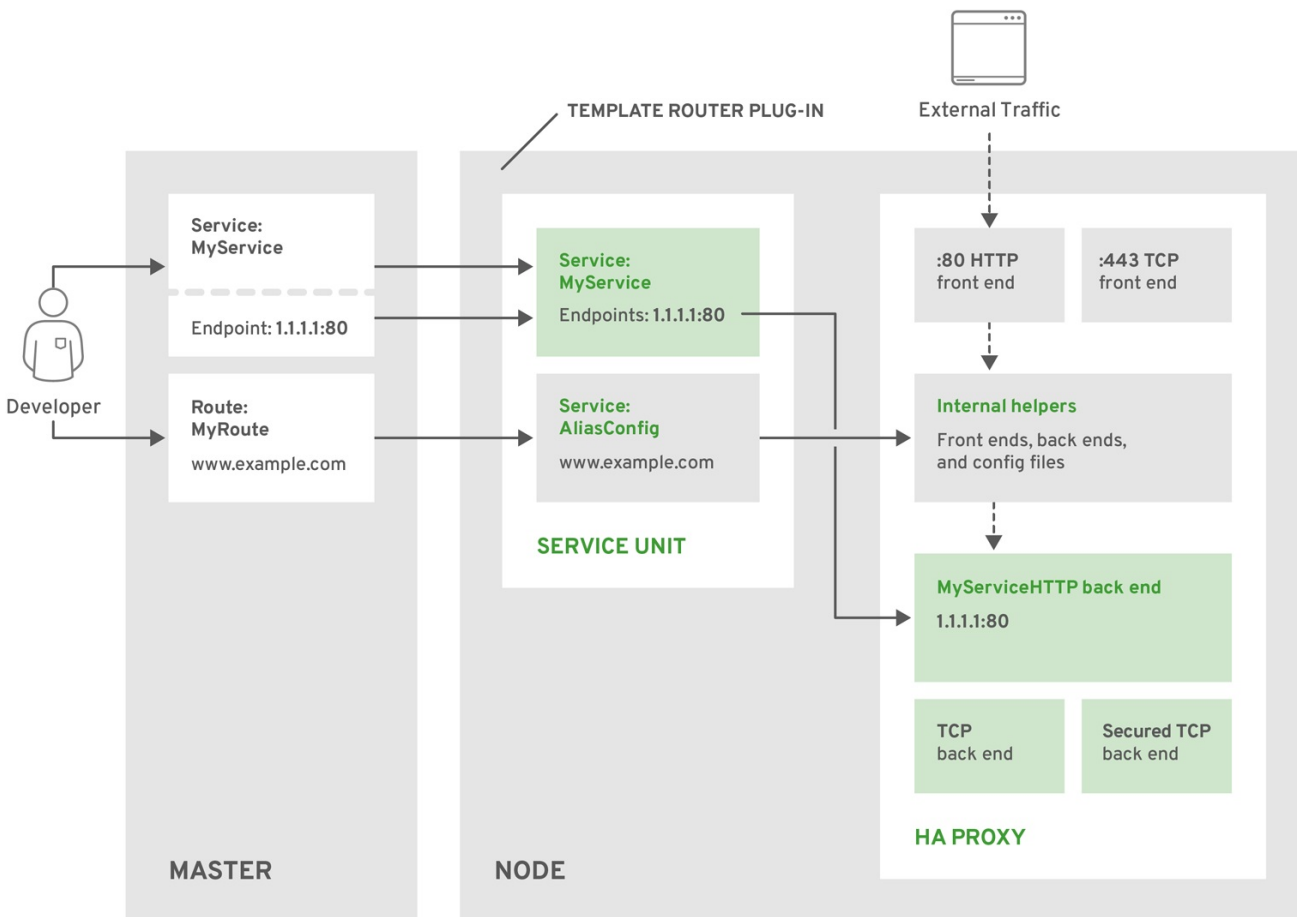 TEMPLATE ROUTER PLUG-IN
External Traffic
Developer
Service:
MyService
Endpoint: 1.1.1.1:80
Route:
MyRoute
www.example.com
MASTER
Service:
MyService
Endpoints: 1.1.1.1:80
Service:
AliasConfig
www.example.com
SERVICE UNIT
NODE
:80 HTTP
front end
:443 TCP
front end
Internal helpers
Front ends, back ends,
and config files
MyServiceHTTP back end
1.1.1.1:80
TCP
back end
Secured TCP
back end
HA PROXY